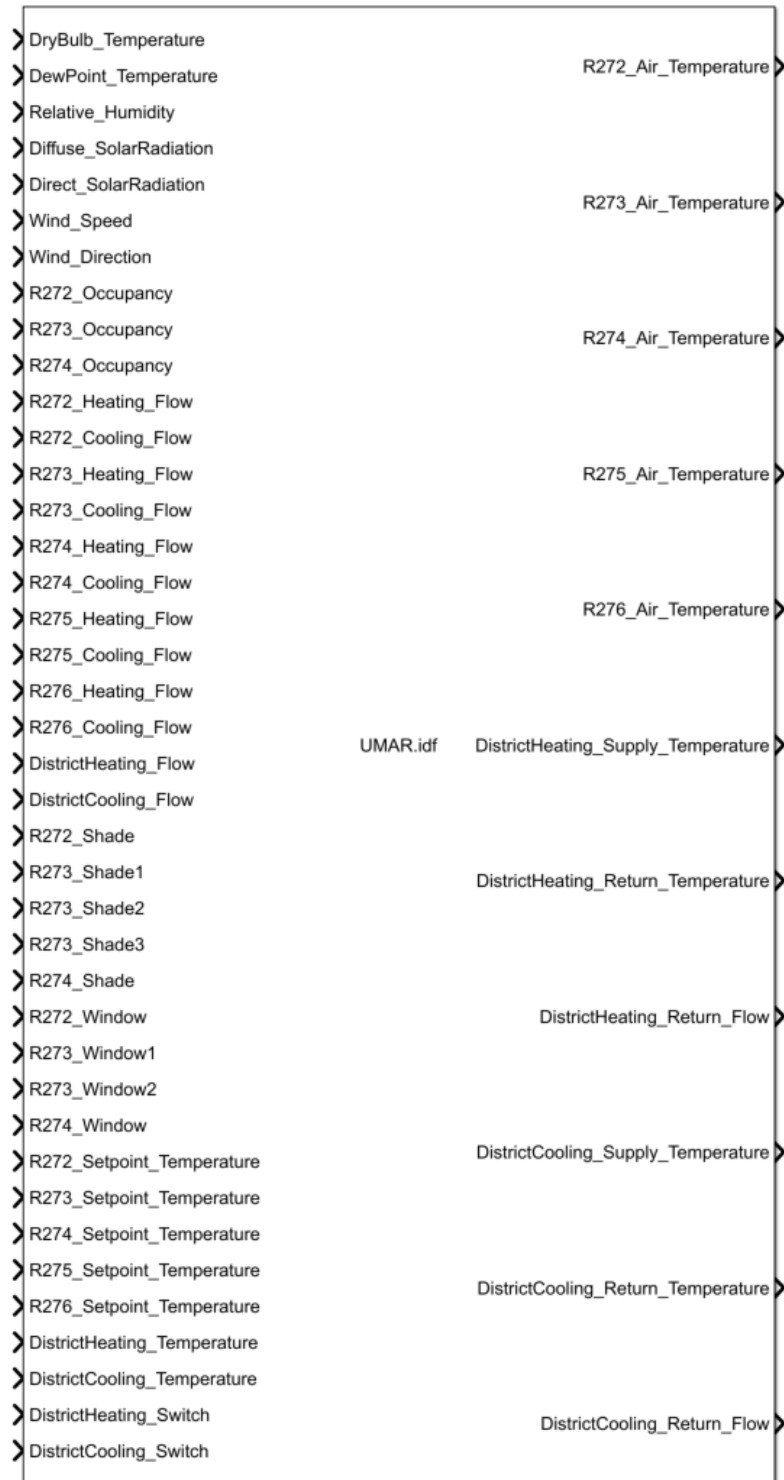 DryBulb_Temperature
DewPoint_Temperature
Relative_Humidity
Diffuse_SolarRadiation
Direct_SolarRadiation
Wind_Speed
Wind_Direction
R272_Occupancy
R273_Occupancy
R274_Occupancy
R272_Heating_Flow
R272_Cooling_Flow
R273_Heating_Flow
R273_Cooling_Flow
R274_Heating_Flow
R274_Cooling_Flow
R275_Heating_Flow
R275_Cooling_Flow
R276_Heating_Flow
R276_Cooling_Flow
DistrictHeating_Flow
DistrictCooling_Flow
R272_Shade
R273_Shade1
R273_Shade2
R273_Shade3
R274_Shade
R272_Window
R273_Window1
R273_Window2
R274_Window
R272_Setpoint_Temperature
R273_Setpoint_Temperature
R274_Setpoint_Temperature
R275_Setpoint_Temperature
R276_Setpoint_Temperature
DistrictHeating_Temperature
DistrictCooling_Temperature
DistrictHeating_Switch
DistrictCooling_Switch
UMAR.idf
R272_Air_Temperature
R273_Air_Temperature
R274_Air_Temperature
R275_Air_Temperature
R276_Air_Temperature
DistrictHeating_Supply_Temperature
DistrictHeating_Return_Temperature
DistrictHeating_Return_Flow
DistrictCooling_Supply_Temperature
DistrictCooling_Return_Temperature
DistrictCooling_Return_Flow